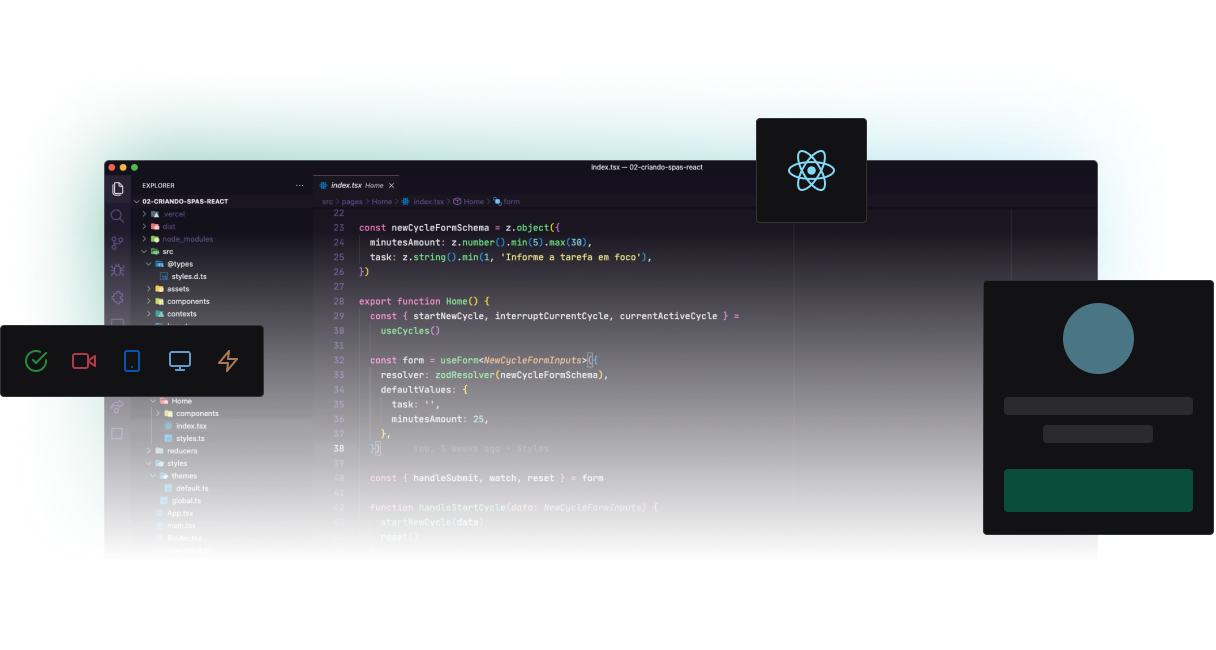 index.tsx — 02-criando-spas-react
EXPLORER ...
02-CRIANDO-SPAS-REACT
.vercel
dist
node_modules
src
@types
styles.d.ts
assets
components
contexts
Home
components
index.tsx
styles.ts
reducers
styles
themes
default.ts
global.ts
App.tsx
main.tsx
index.tsx Home ×
src > pages > Home > index.tsx > Home > form
22
23 const newCycleFormSchema = z.object({
24 minutesAmount: z.number().min(5).max(30),
25 task: z.string().min(1, 'Informe a tarefa em foco'),
26 })
27
28 export function Home() {
29 const { startNewCycle, interruptCurrentCycle, currentActiveCycle } =
30 useCycles()
31
32 const form = useForm<NewCycleFormInputs>({
33 resolver: zodResolver(newCycleFormSchema),
34 defaultValues: {
35 task: '',
36 minutesAmount: 25,
37 },
38 }) You, 5 weeks ago • Styles
39
40 const { handleSubmit, watch, reset } = form
41
42 function handleStartCycle(data: NewCycleFormInputs) {
43 startNewCycle(data)
reset()